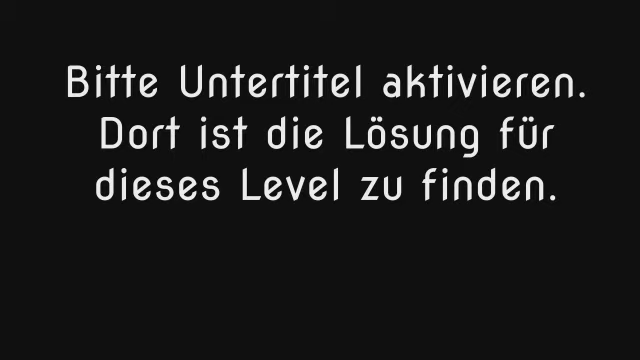 Bitte Untertitel aktivieren.
Dort ist die Lösung für
dieses Level zu finden.